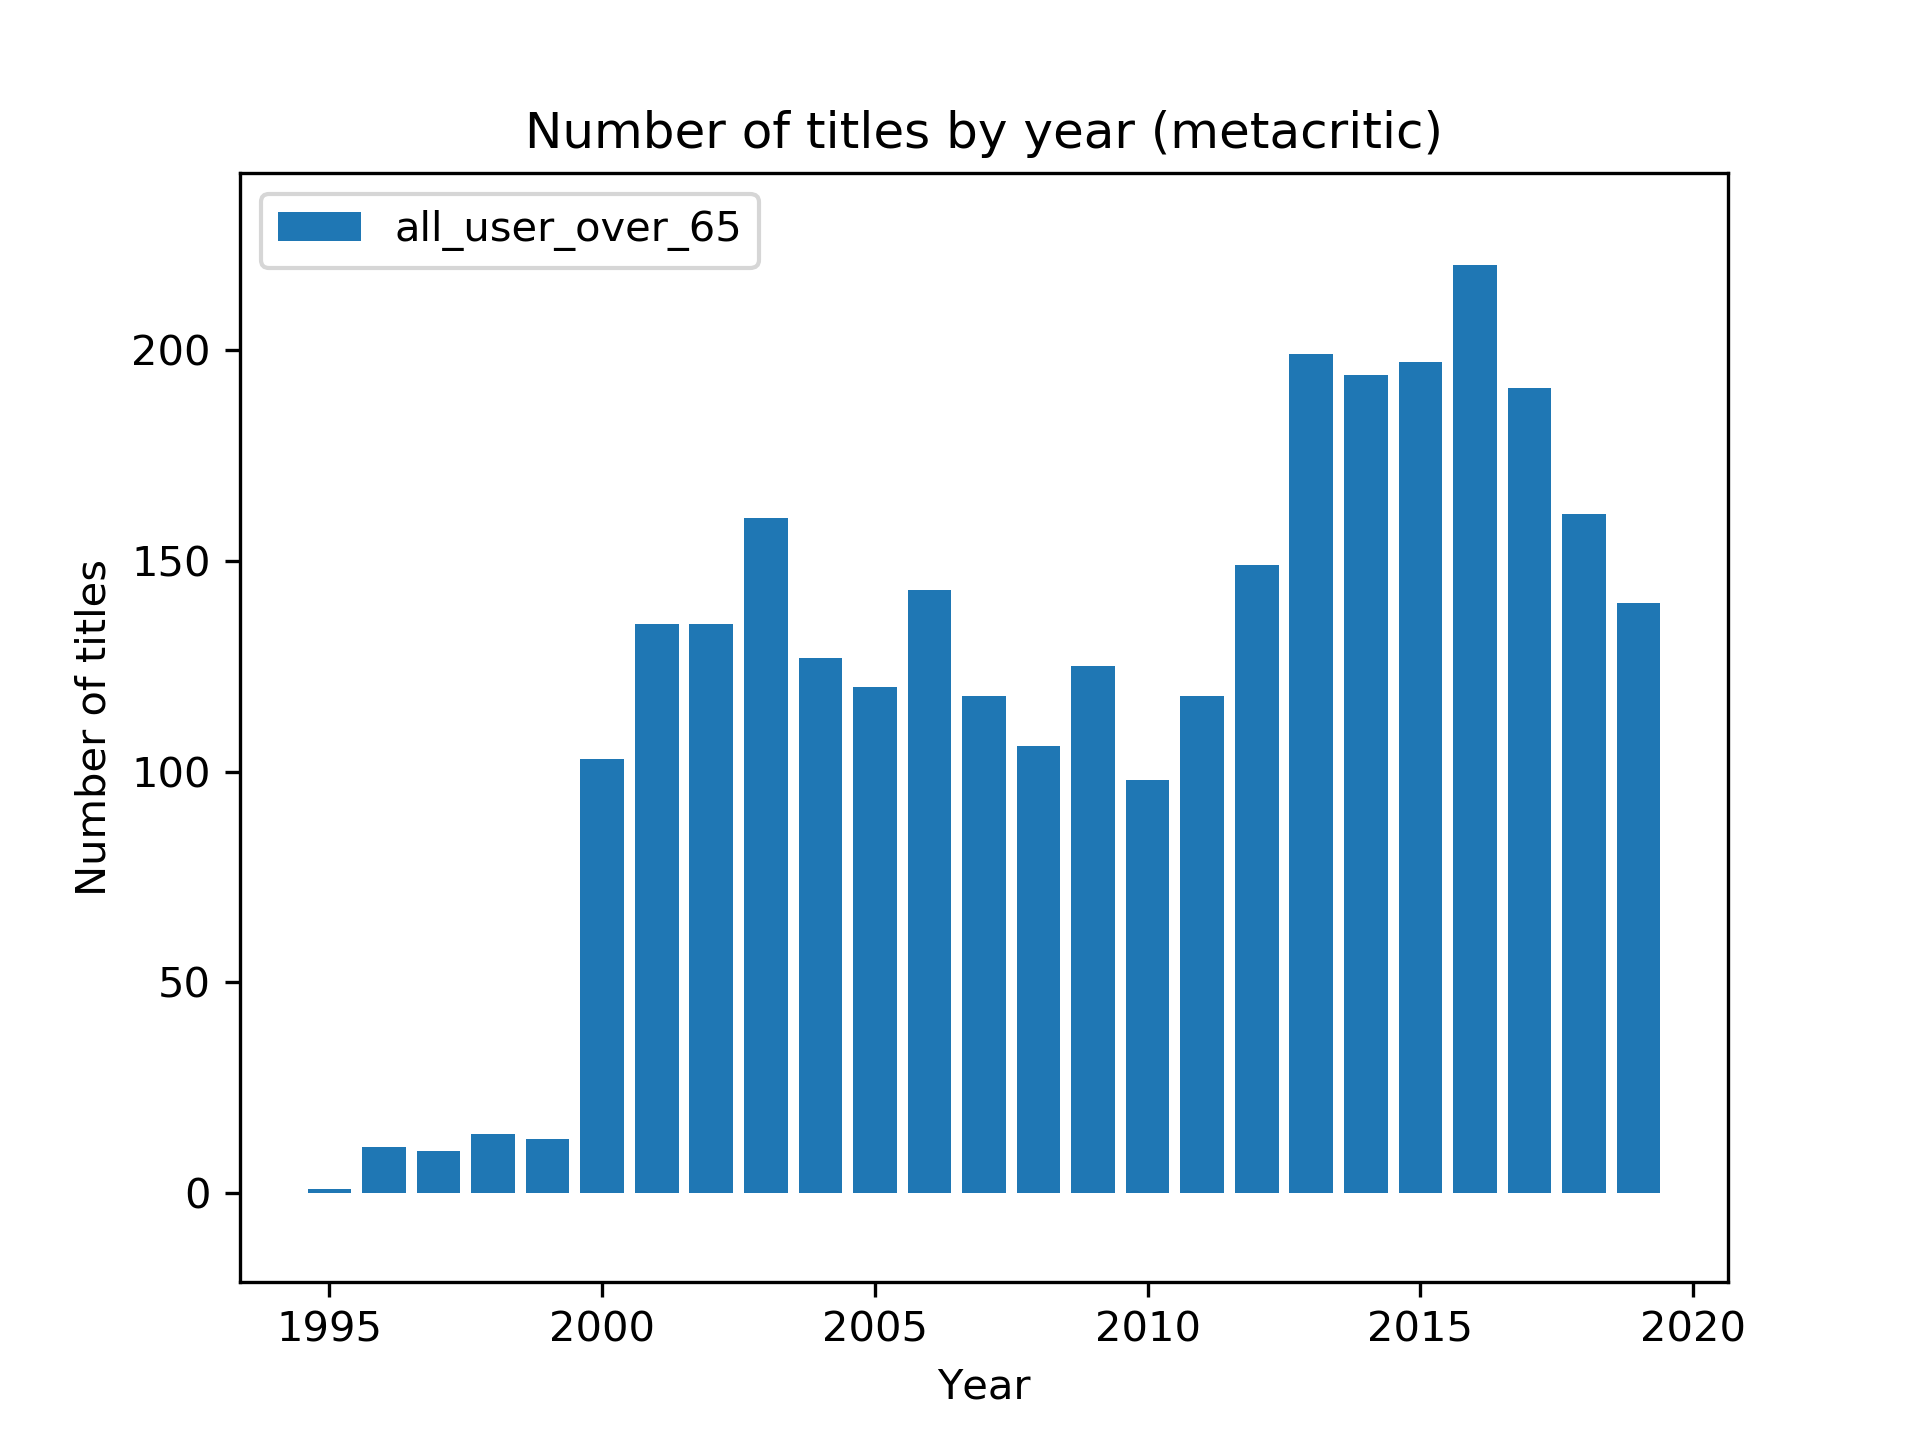 Number of titles by year (metacritic)
all_user_over_65
200
150
100
50
0
Number of titles
1995 2000 2005 2010 2015 2020
Year